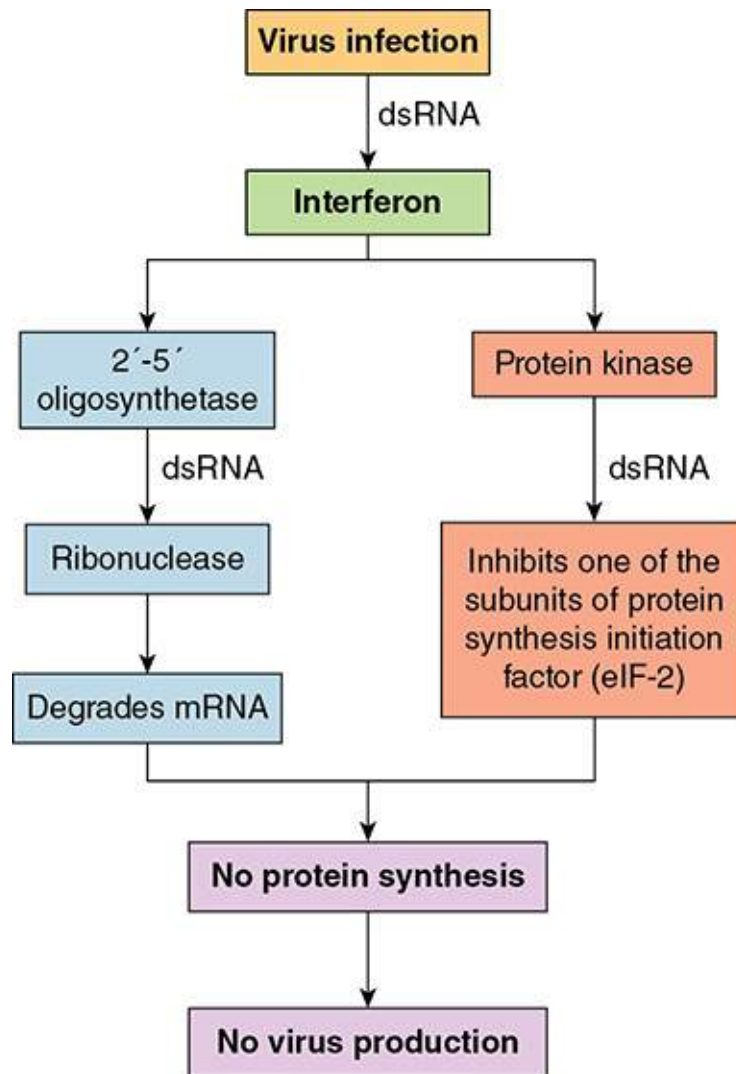 Virus infection
dsRNA
Interferon
2´-5´
oligosynthetase
dsRNA
Ribonuclease
Degrades mRNA
Protein kinase
dsRNA
Inhibits one of the
subunits of protein
synthesis initiation
factor (eIF-2)
No protein synthesis
No virus production